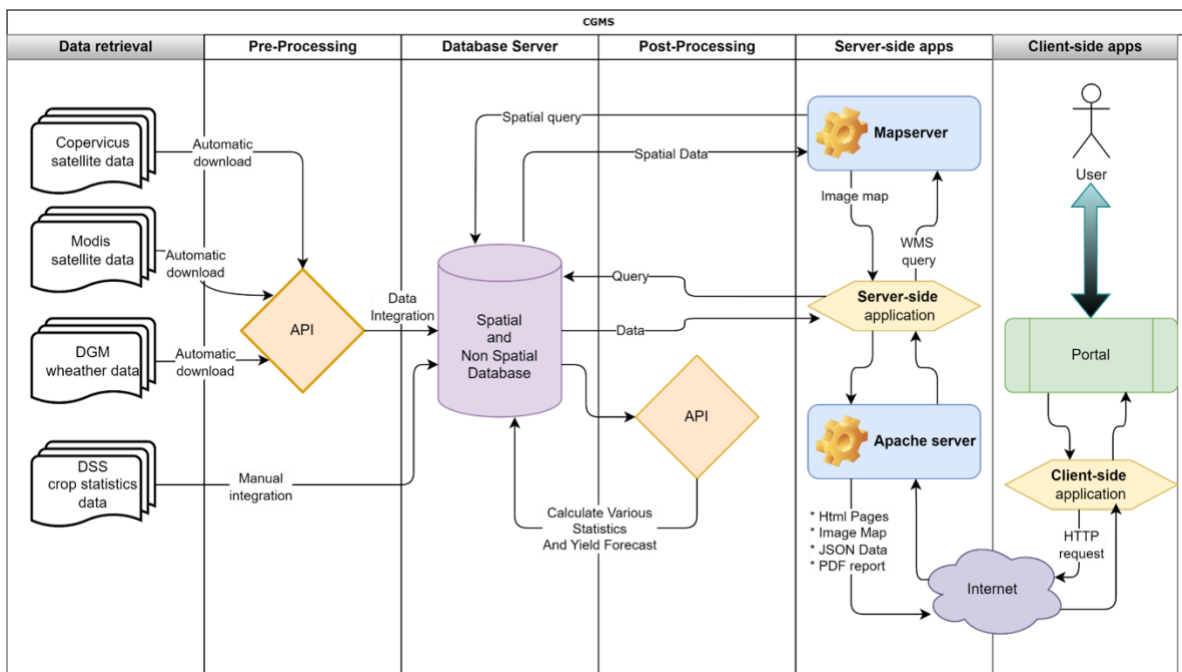 CGMS
Data retrieval
Pre-Processing
Database Server
Post-Processing
Server-side apps
Client-side apps
Copervicus
satellite data
Automatic
download
Modis
satellite data
Automatic
download
DGM
wheather data
Automatic
download
DSS
crop statistics
data
Manual
integration
API
Data
Integration
Spatial query
Spatial Data
Spatial
and
Non Spatial
Database
Query
Data
API
Calculate Various
Statistics
And Yield Forecast
Mapserver
Image map
WMS
query
Server-side
application
Apache server
* Html Pages
* Image Map
* JSON Data
* PDF report
User
Portal
Client-side
application
HTTP
request
Internet